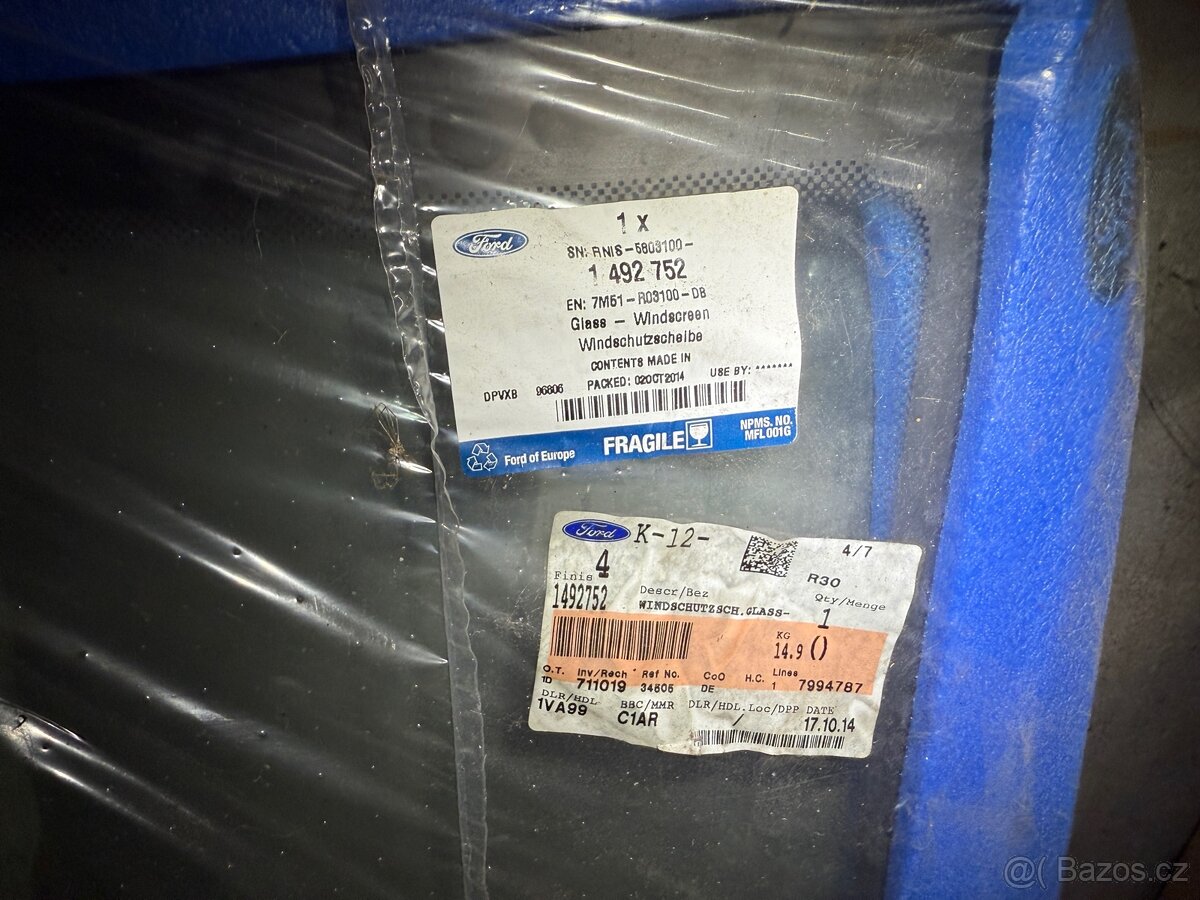 1 x
Ford
SN: RNIS-5803100-
1 492 752
EN: 7M51-R03100-DB
Glass - Windscreen
Windschutzscheibe
CONTENTS MADE IN
DPVXB 96806 PACKED: 02OCT2014 USE BY: *******
Ford of Europe FRAGILE NPMS. NO.
MFL001G
Ford K-12- 4/7
4 R30
Finis Descr/Bez Qty/Menge
1492752 WINDSCHUTZSCH.GLASS- 1
KG
14.9 ()
O.T. Inv/Rech Ref No. CoO H.C. Lines
1D 711019 34805 DE 1 7994787
DLR/HDL BBC/MMR DLR/HDL.Loc/DPP DATE
1VA99 C1AR / 17.10.14
@( Bazos.cz